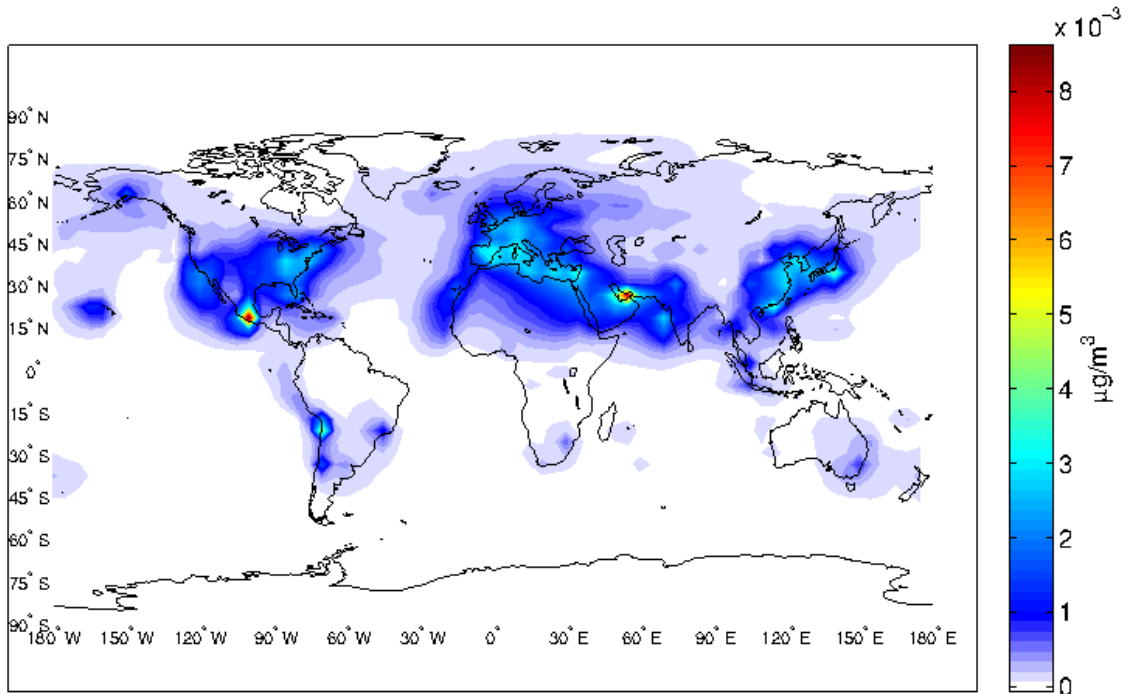 x 10⁻³
8
7
6
5
4
3
2
1
0
µg/m³
90° N
75° N
60° N
45° N
30° N
15° N
0°
15° S
30° S
45° S
60° S
75° S
90° S
180° W 150° W 120° W 90° W 60° W 30° W 0° 30° E 60° E 90° E 120° E 150° E 180° E